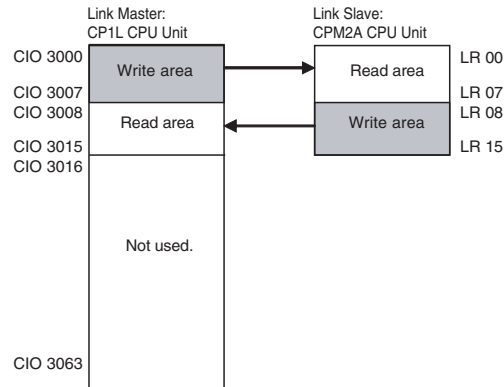 Link Master:
CP1L CPU Unit
Link Slave:
CPM2A CPU Unit
CIO 3000
Write area
Read area
LR 00
CIO 3007
LR 07
CIO 3008
Read area
Write area
LR 08
CIO 3015
LR 15
CIO 3016
Not used.
CIO 3063